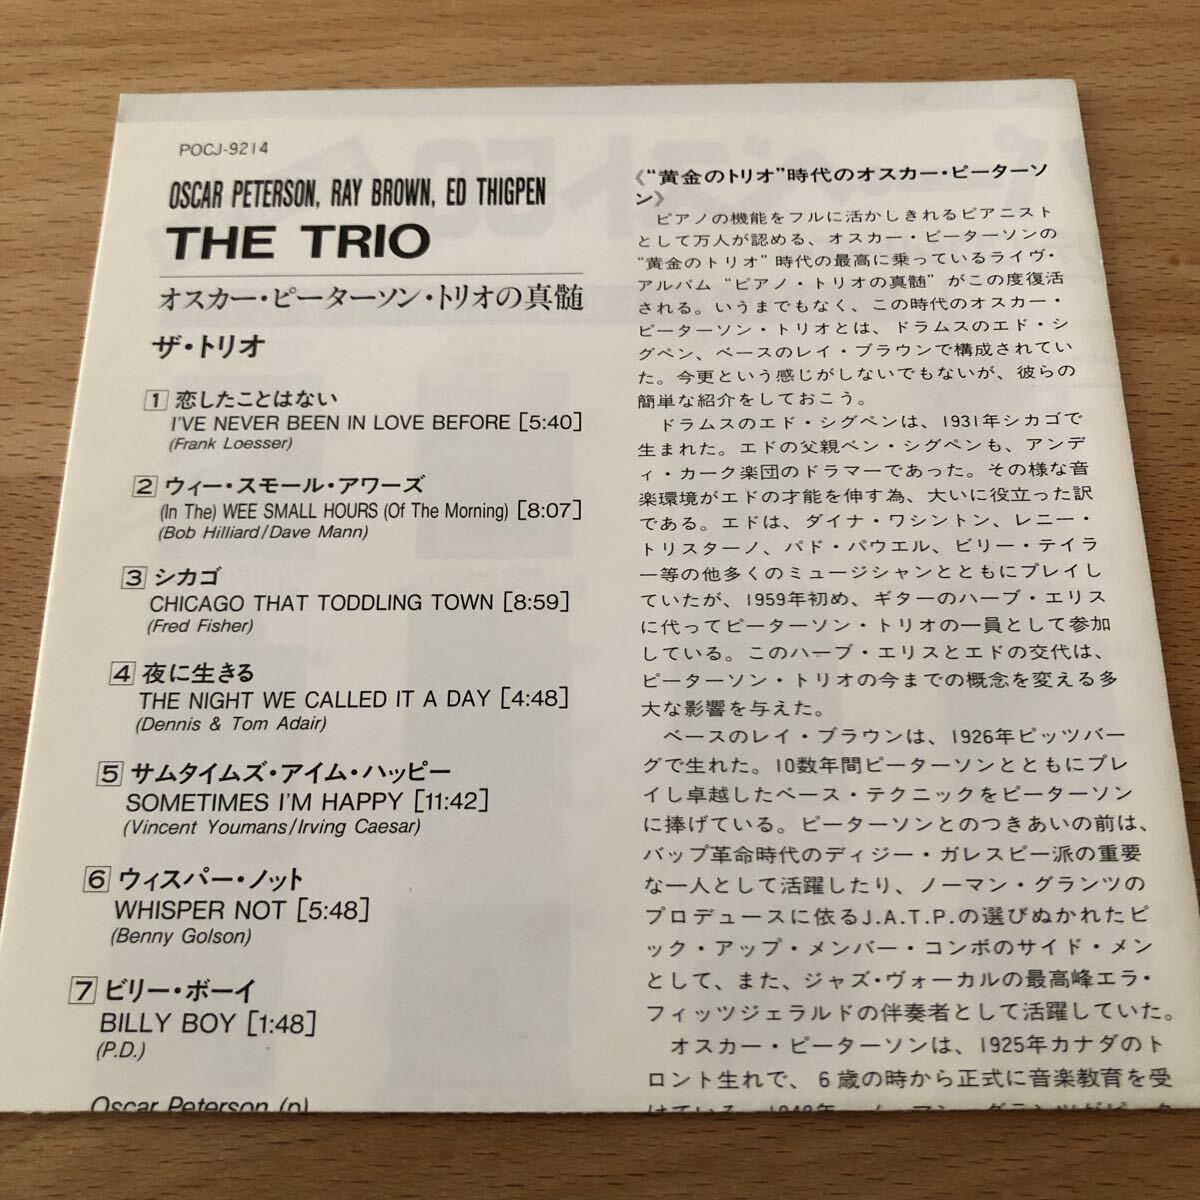 POCJ-9214
OSCAR PETERSON, RAY BROWN, ED THIGPEN
THE TRIO
オスカー・ピーターソン・トリオの真髄
ザ・トリオ
1 恋したことはない
I'VE NEVER BEEN IN LOVE BEFORE [5:40]
(Frank Loesser)
2 ウィー・スモール・アワーズ
(In The) WEE SMALL HOURS (Of The Morning) [8:07]
(Bob Hilliard/Dave Mann)
3 シカゴ
CHICAGO THAT TODDLING TOWN [8:59]
(Fred Fisher)
4 夜に生きる
THE NIGHT WE CALLED IT A DAY [4:48]
(Dennis & Tom Adair)
5 サムタイムズ・アイム・ハッピー
SOMETIMES I'M HAPPY [11:42]
(Vincent Youmans/Irving Caesar)
6 ウィスパー・ノット
WHISPER NOT [5:48]
(Benny Golson)
7 ビリー・ボーイ
BILLY BOY [1:48]
(P.D.)
Oscar Peterson (p)
《“黄金のトリオ”時代のオスカー・ピーターソ
ン》
ピアノの機能をフルに活かしきれるピアニスト
として万人が認める、オスカー・ピーターソンの
“黄金のトリオ”時代の最高に乗っているライヴ・
アルバム“ピアノ・トリオの真髄”がこの度復活
される。いうまでもなく、この時代のオスカー・
ピーターソン・トリオとは、ドラムスのエド・シ
グペン、ベースのレイ・ブラウンで構成されてい
た。今更という感じがしないでもないが、彼らの
簡単な紹介をしておこう。
ドラムスのエド・シグペンは、1931年シカゴで
生まれた。エドの父親ベン・シグペンも、アンデ
ィ・カーク楽団のドラマーであった。その様な音
楽環境がエドの才能を伸す為、大いに役立った訳
である。エドは、ダイナ・ワシントン、レニー・
トリスターノ、パド・パウエル、ビリー・テイラ
ー等の他多くのミュージシャンとともにプレイし
ていたが、1959年初め、ギターのハーブ・エリス
に代ってピーターソン・トリオの一員として参加
している。このハーブ・エリスとエドの交代は、
ピーターソン・トリオの今までの概念を変える多
大な影響を与えた。
ベースのレイ・ブラウンは、1926年ピッツバー
グで生れた。10数年間ピーターソンとともにプレ
イし卓越したベース・テクニックをピーターソン
に捧げている。ピーターソンとのつきあいの前は、
バップ革命時代のディジー・ガレスピー派の重要
な一人として活躍したり、ノーマン・グランツの
プロデュースに依るJ.A.T.P.の選びぬかれたピ
ック・アップ・メンバー・コンボのサイド・メン
として、また、ジャズ・ヴォーカルの最高峰エラ・
フィッツジェラルドの伴奏者として活躍していた。
オスカー・ピーターソンは、1925年カナダのト
ロント生れで、6歳の時から正式に音楽教育を受
けている。1949年、ノーマン・グランツがピータ